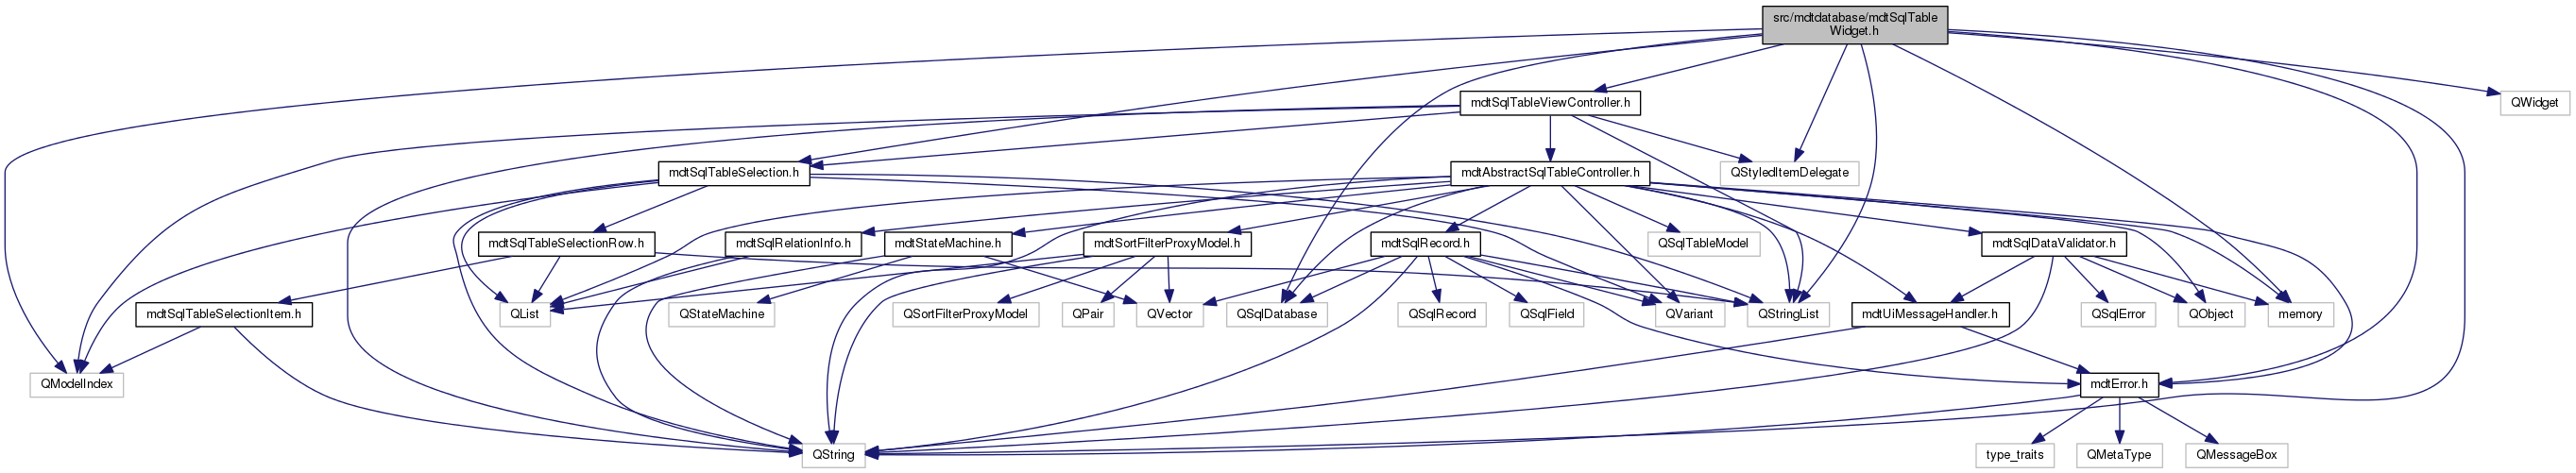 src/mdtdatabase/mdtSqlTable
Widget.h
QWidget
mdtSqlTableViewController.h
mdtSqlTableSelection.h
mdtAbstractSqlTableController.h
QStyledItemDelegate
mdtSqlTableSelectionRow.h
mdtSqlRelationInfo.h
mdtStateMachine.h
mdtSortFilterProxyModel.h
mdtSqlRecord.h
QSqlTableModel
mdtSqlDataValidator.h
mdtSqlTableSelectionItem.h
QList
QStateMachine
QSortFilterProxyModel
QPair
QVector
QSqlDatabase
QSqlRecord
QSqlField
QVariant
QStringList
mdtUiMessageHandler.h
QSqlError
QObject
memory
QModelIndex
mdtError.h
QString
type_traits
QMetaType
QMessageBox